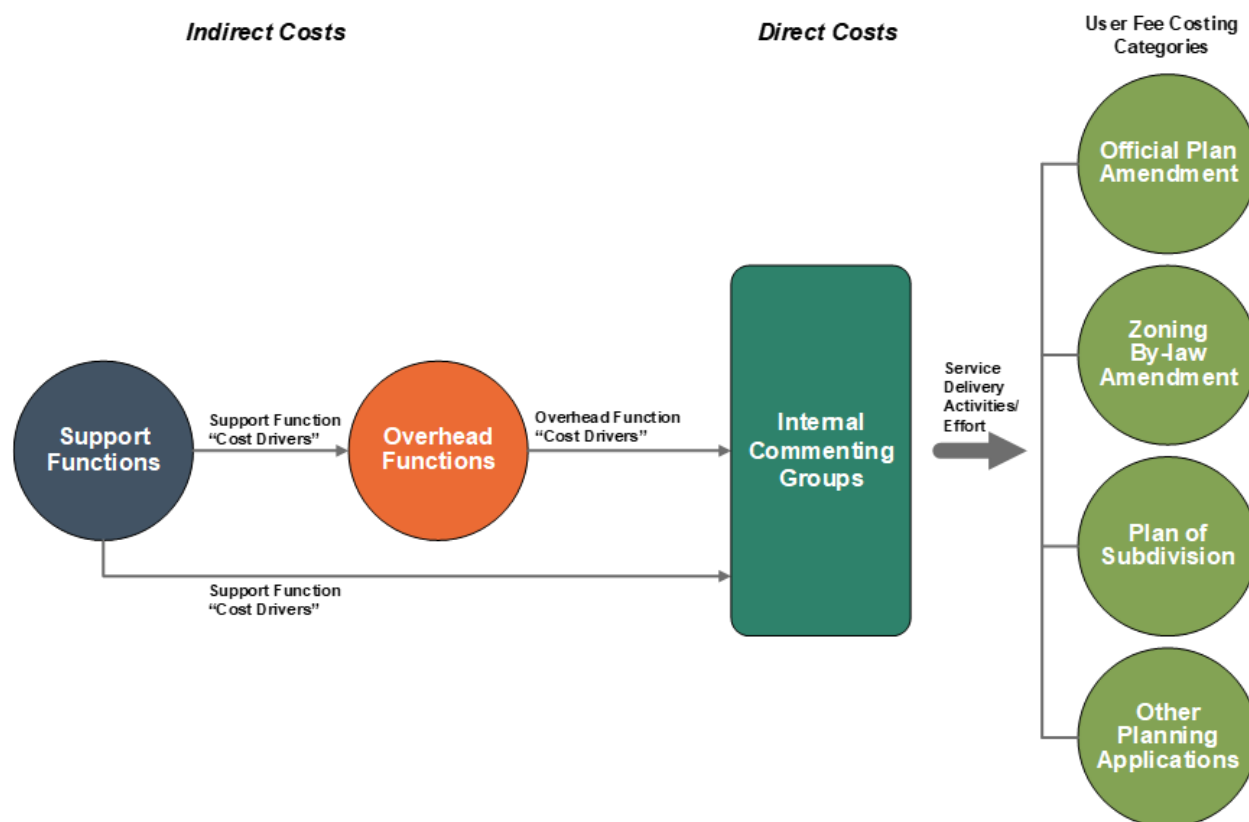 Indirect Costs
Direct Costs
User Fee Costing
Categories
Official Plan
Amendment
Zoning
By-law
Amendment
Service
Delivery
Activities/
Effort
Support Function
“Cost Drivers”
Overhead Function
“Cost Drivers”
Support
Functions
Overhead
Functions
Internal
Commenting
Groups
Plan of
Subdivision
Support Function
“Cost Drivers”
Other
Planning
Applications